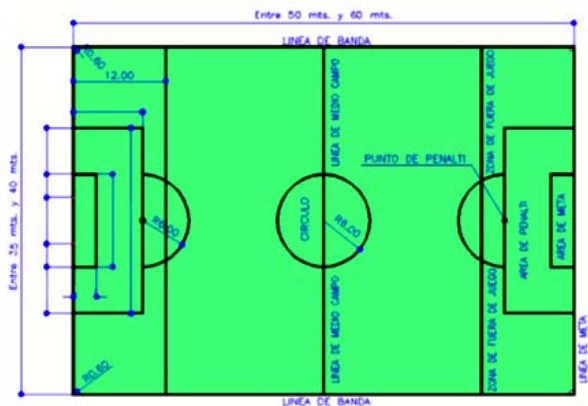 Entre 50 mts. y 60 mts.
LINEA DE BANDA
R0.60
12.00
Entre 35 mts. y 40 mts.
LINEA DE MEDIO CAMPO
ZONA DE FUERA DE JUEGO
PUNTO DE PENALTI
R6.00
CIRCULO
R6.00
AREA DE PENALTI
AREA DE META
LINEA DE MEDIO CAMPO
ZONA DE FUERA DE JUEGO
LINEA DE META
R0.60
LINEA DE BANDA